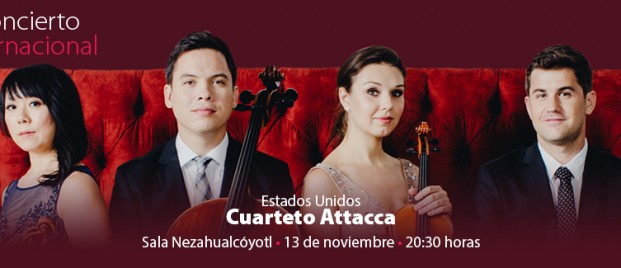 oncierto
rnacional
Estados Unidos
Cuarteto Attacca
Sala Nezahualcóyotl • 13 de noviembre • 20:30 horas